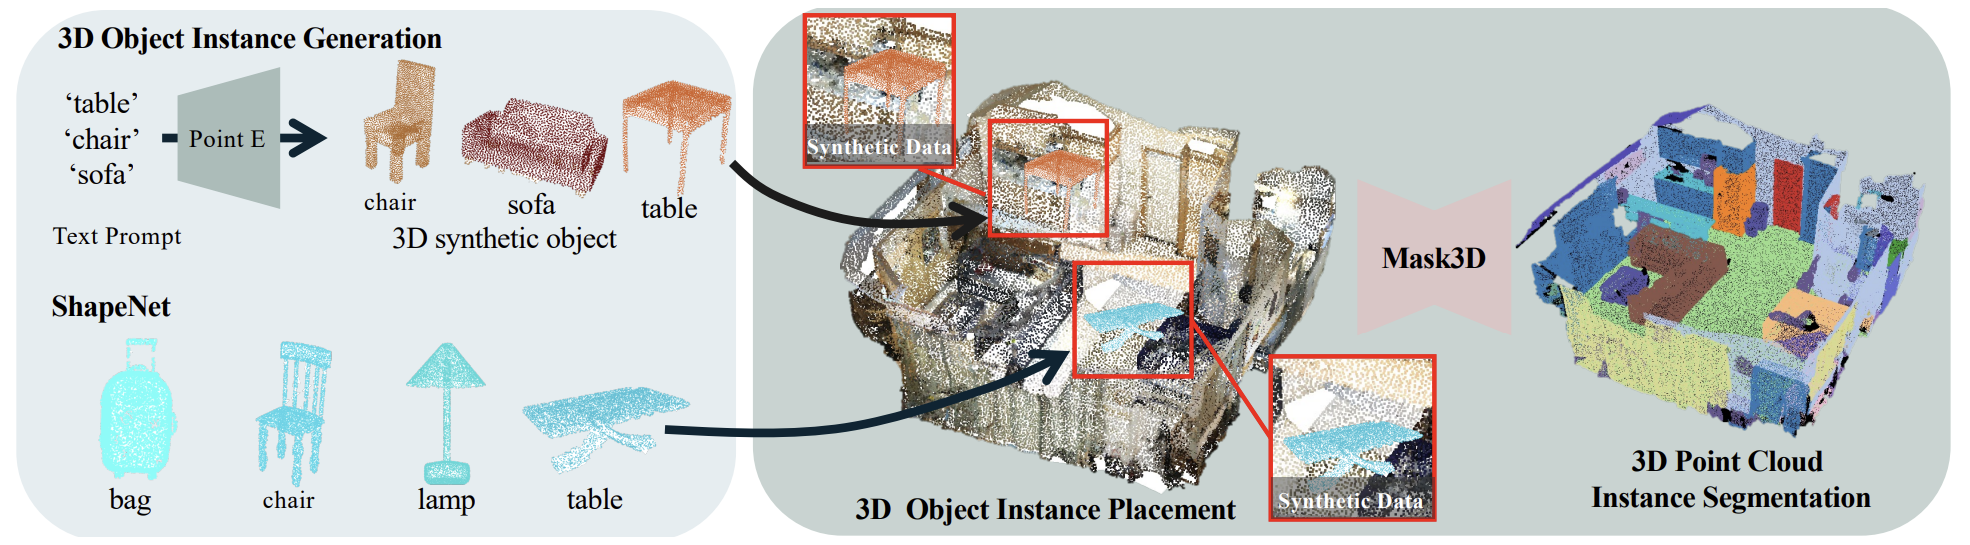 3D Object Instance Generation
‘table’
‘chair’
‘sofa’
Point E
Text Prompt
chair
sofa
table
3D synthetic object
ShapeNet
bag
chair
lamp
table
Synthetic Data
Synthetic Data
3D Object Instance Placement
Mask3D
3D Point Cloud
Instance Segmentation